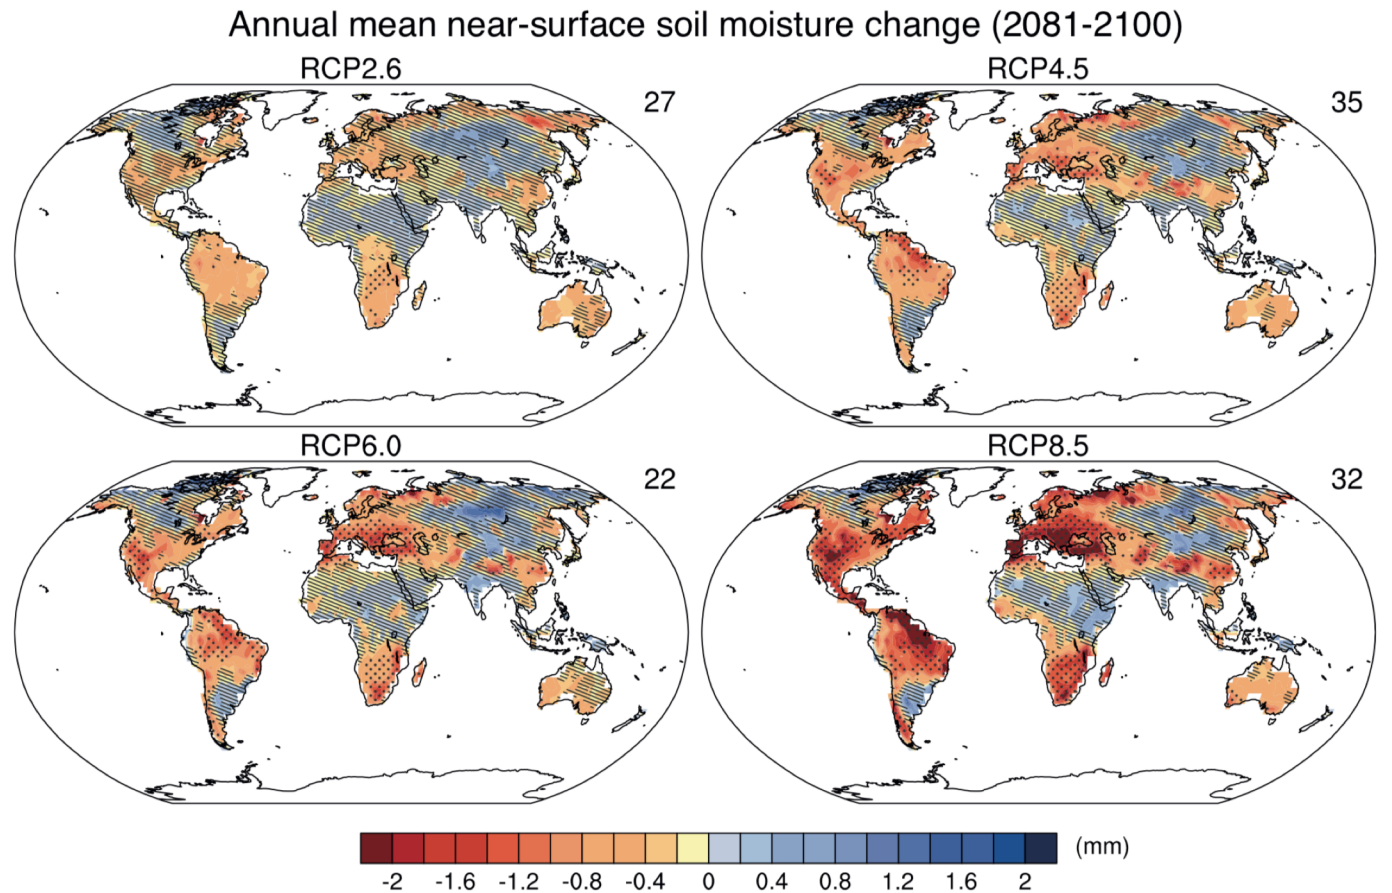 Annual mean near-surface soil moisture change (2081-2100)
RCP2.6
27
RCP4.5
35
RCP6.0
22
RCP8.5
32
-2 -1.6 -1.2 -0.8 -0.4 0 0.4 0.8 1.2 1.6 2 (mm)